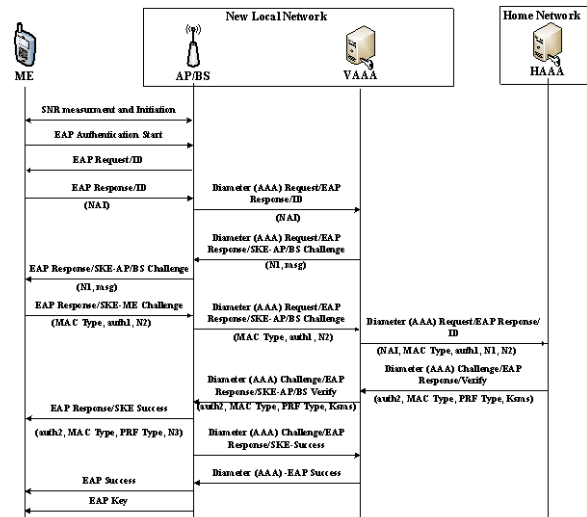 New Local Network
Home Network
ME
AP/BS
VAAA
HAAA
SNR measurment and Initiation
EAP Authentication Start
EAP Request/ID
EAP Response/ID
(NAI)
Diameter (AAA) Request/EAP
Response/ID
(NAI)
Diameter (AAA) Request/EAP
Response/SKE-AP/BS Challenge
(N1, msg)
EAP Response/SKE-AP/BS Challenge
(N1, msg)
EAP Response/SKE-ME Challenge
(MAC Type, auth1, N2)
Diameter (AAA) Request/EAP
Response/SKE-AP/BS Challenge
(MAC Type, auth1, N2)
Diameter (AAA) Request/EAP Response/
ID
(NAI, MAC Type, auth1, N1, N2)
Diameter (AAA) Challenge/EAP
Response/Verify
(auth2, MAC Type, PRF Type, Ksms)
Diameter (AAA) Challenge/EAP
Response/SKE-AP/BS Verify
(auth2, MAC Type, PRF Type, Ksms)
EAP Response/SKE Success
(auth2, MAC Type, PRF Type, N3)
Diameter (AAA) Challenge/EAP
Response/SKE-Success
Diameter (AAA) -EAP Success
EAP Success
EAP Key